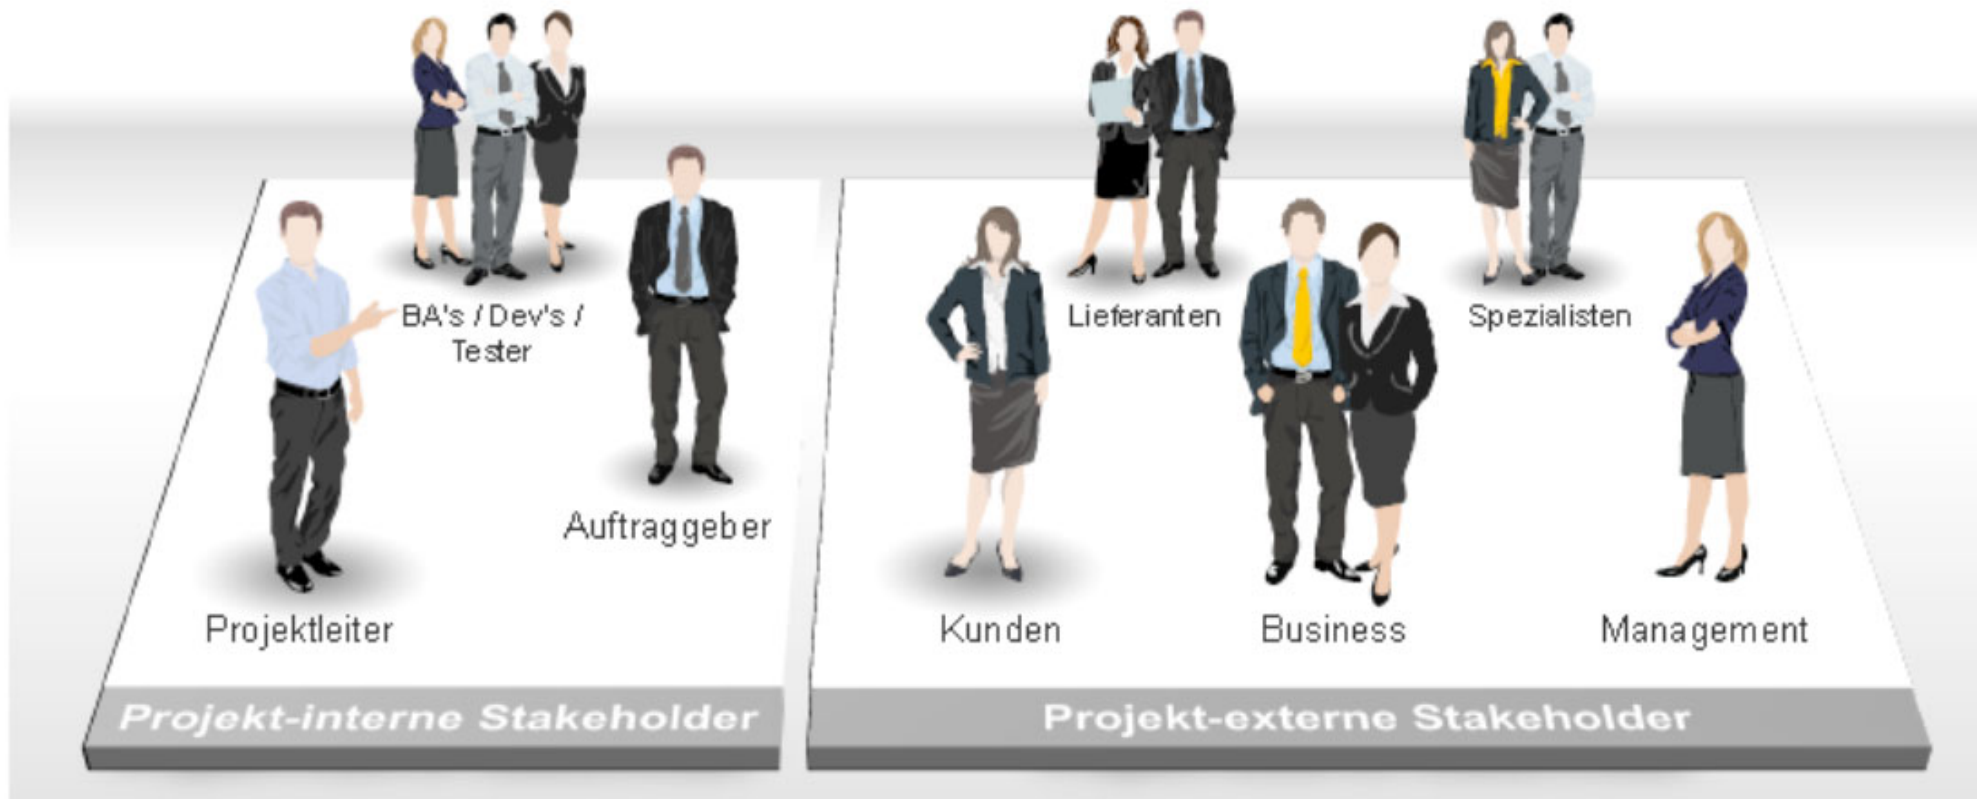 BA's / Dev's /
Tester
Auftraggeber
Projektleiter
Projekt-interne Stakeholder
Lieferanten
Spezialisten
Kunden
Business
Management
Projekt-externe Stakeholder